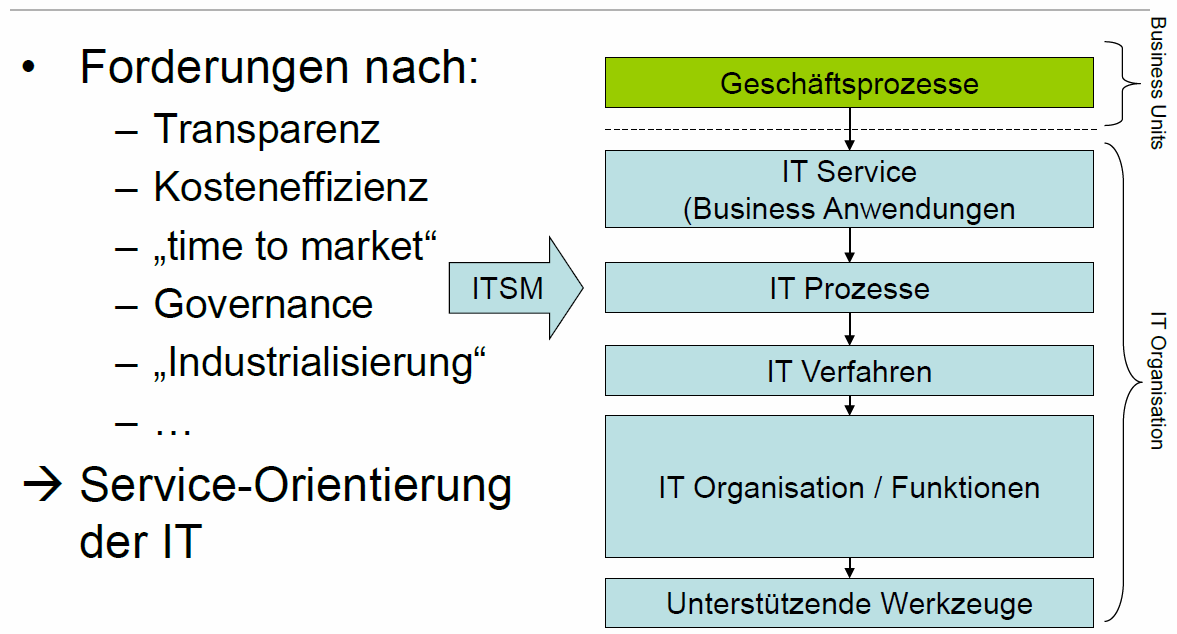 • Forderungen nach:
– Transparenz
– Kosteneffizienz
– „time to market“
– Governance
– „Industrialisierung“
– …
→ Service-Orientierung
der IT
ITSM
Geschäftsprozesse
IT Service
(Business Anwendungen
IT Prozesse
IT Verfahren
IT Organisation / Funktionen
Unterstützende Werkzeuge
Business Units
IT Organisation